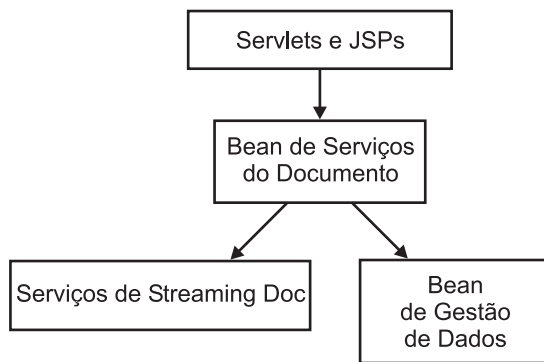 Servlets e JSPs
Bean de Serviços
do Documento
Serviços de Streaming Doc
Bean
de Gestão
de Dados